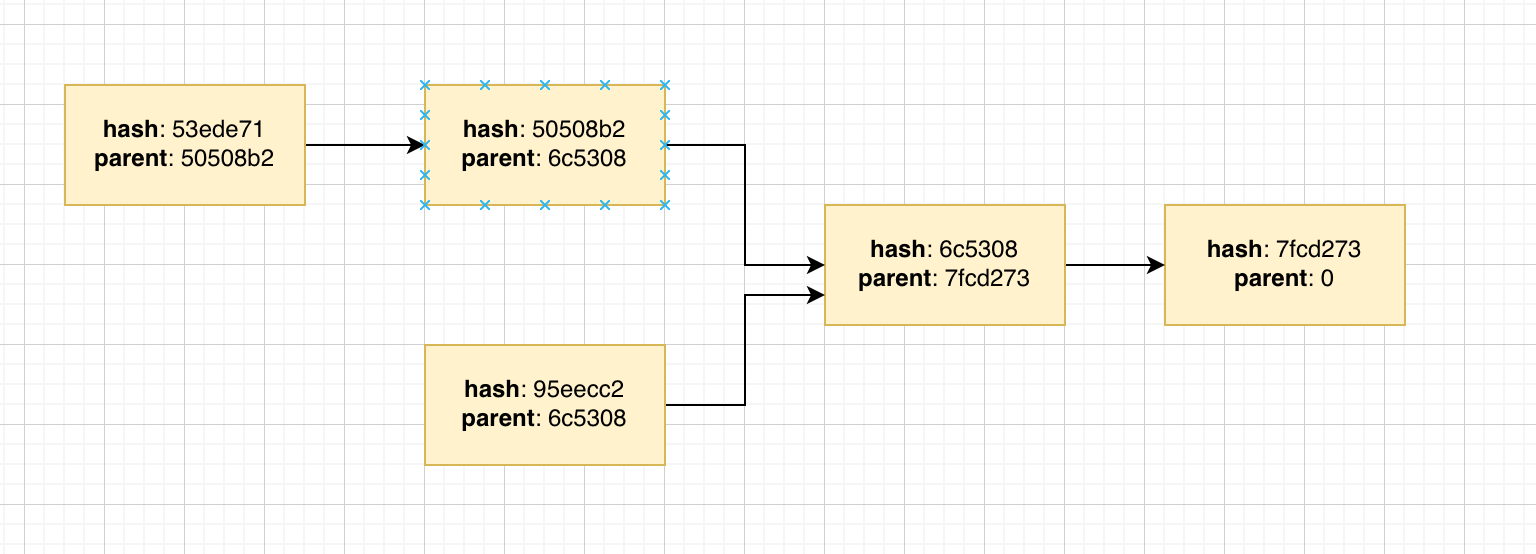 hash: 53ede71
parent: 50508b2
hash: 50508b2
parent: 6c5308
hash: 6c5308
parent: 7fcd273
hash: 7fcd273
parent: 0
hash: 95eecc2
parent: 6c5308